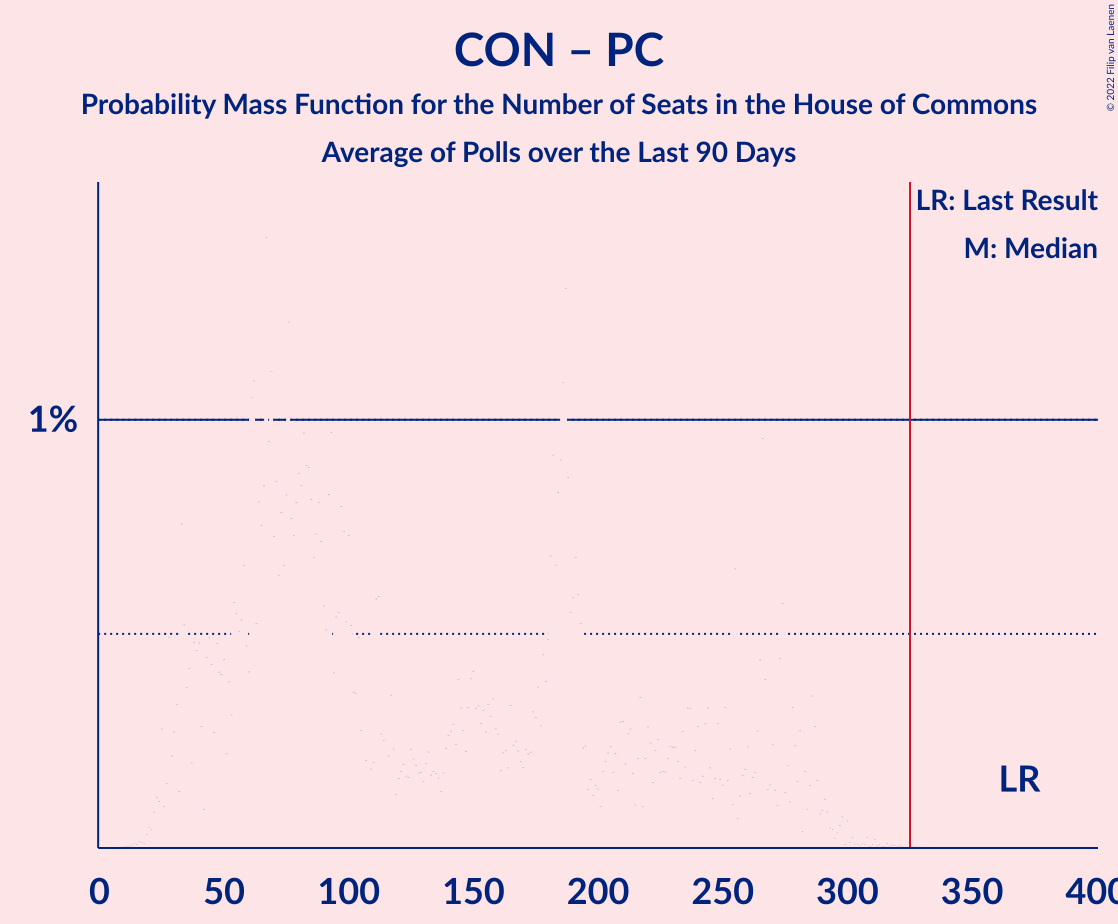 CON – PC
Probability Mass Function for the Number of Seats in the House of Commons
Average of Polls over the Last 90 Days
© 2022 Filip van Laenen
LR: Last Result
M: Median
1%
LR
0 50 100 150 200 250 300 350 400